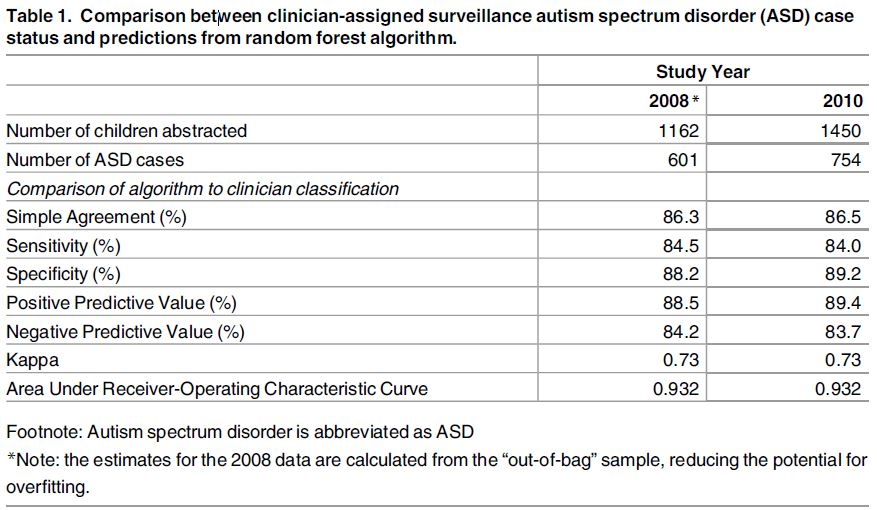 Table 1. Comparison between clinician-assigned surveillance autism spectrum disorder (ASD) case
status and predictions from random forest algorithm.
Study Year
2008* 2010
Number of children abstracted 1162 1450
Number of ASD cases 601 754
Comparison of algorithm to clinician classification
Simple Agreement (%) 86.3 86.5
Sensitivity (%) 84.5 84.0
Specificity (%) 88.2 89.2
Positive Predictive Value (%) 88.5 89.4
Negative Predictive Value (%) 84.2 83.7
Kappa 0.73 0.73
Area Under Receiver-Operating Characteristic Curve 0.932 0.932
Footnote: Autism spectrum disorder is abbreviated as ASD
*Note: the estimates for the 2008 data are calculated from the “out-of-bag” sample, reducing the potential for
overfitting.